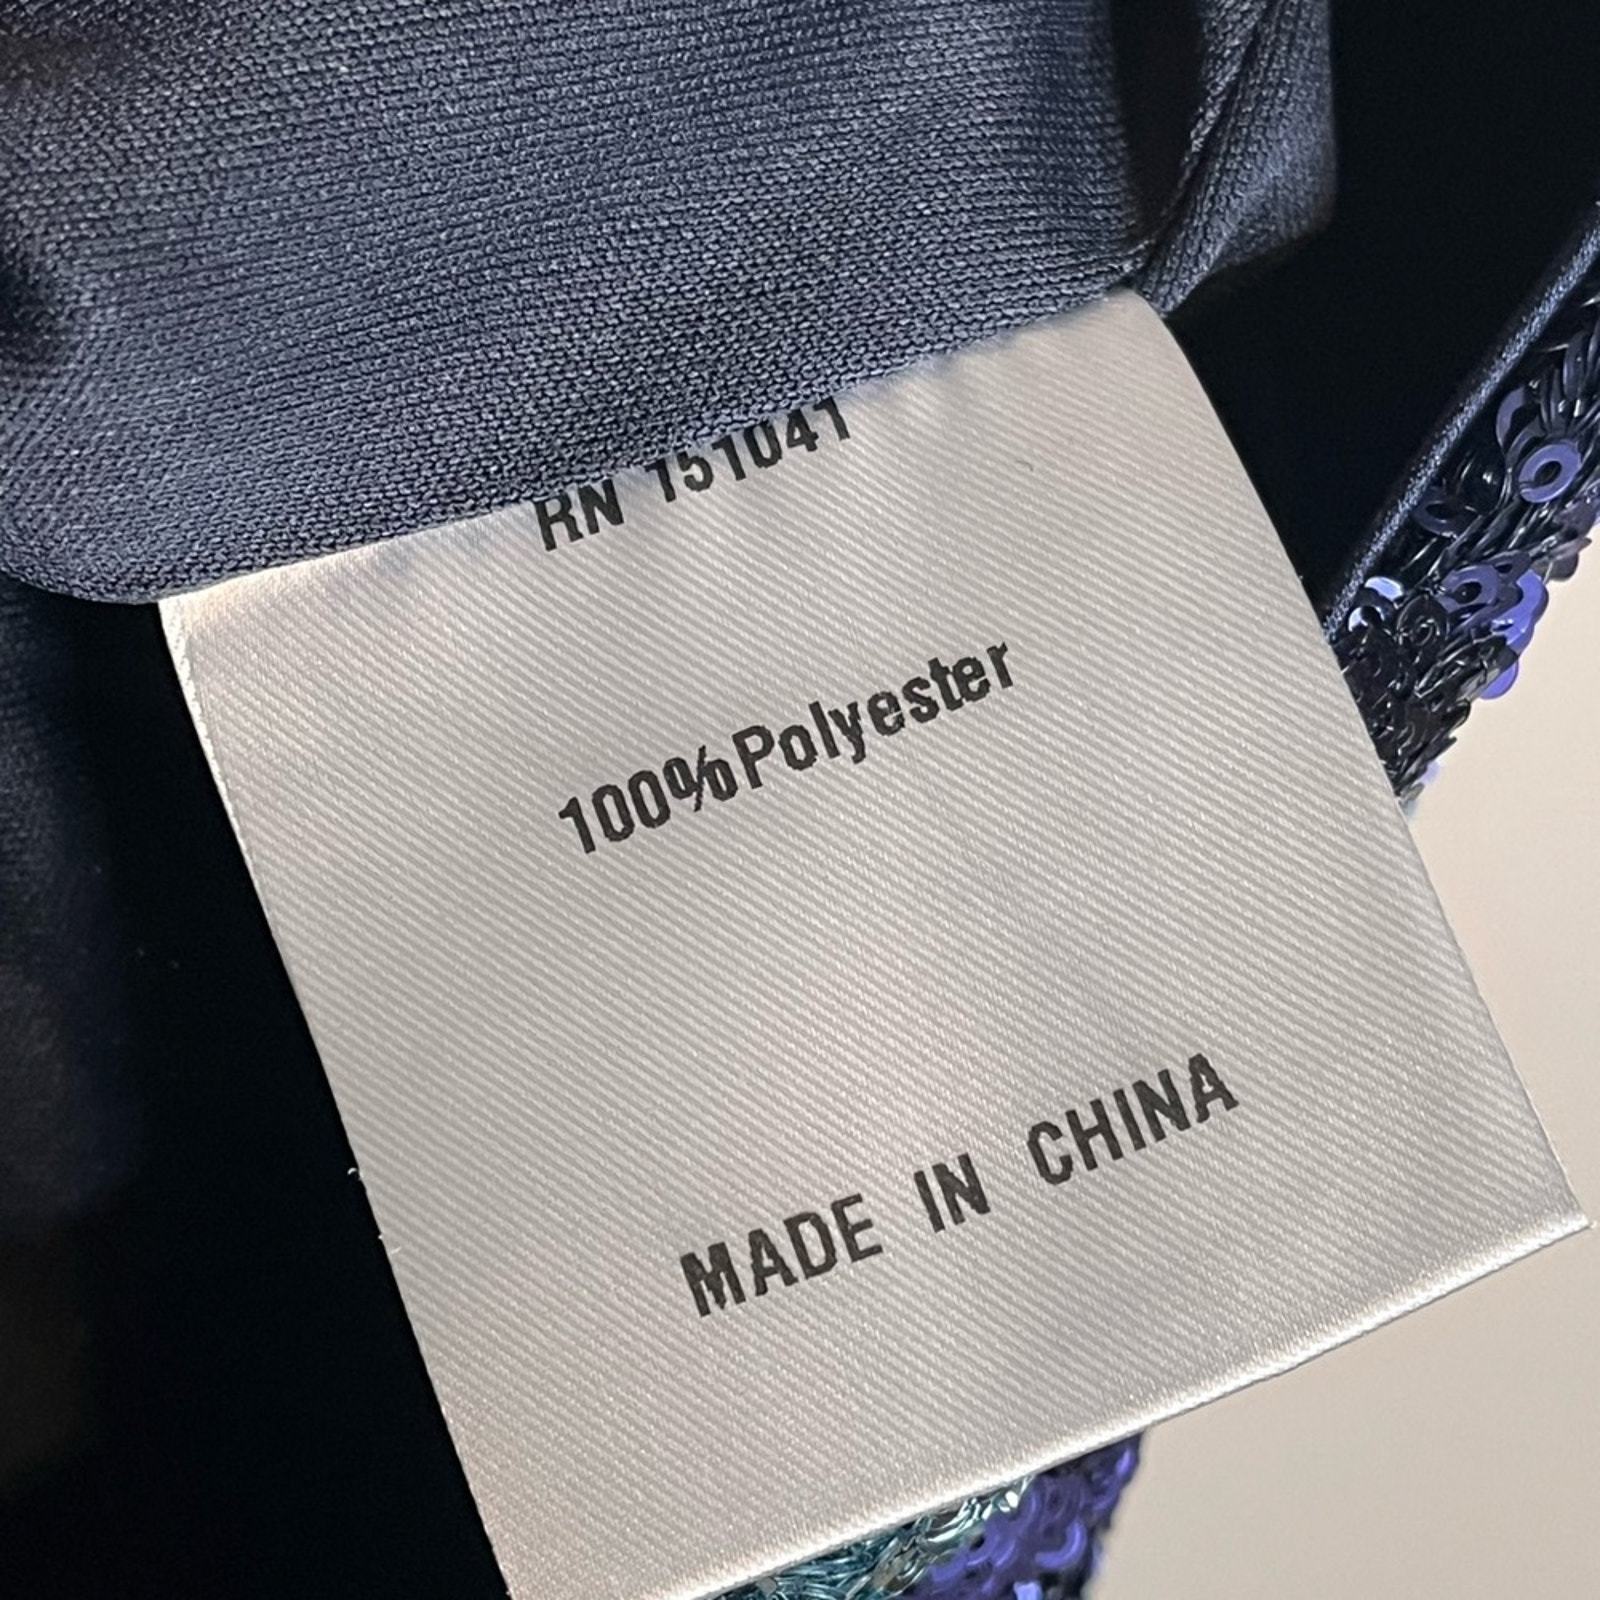 RN 151041
100%Polyester
MADE IN CHINA